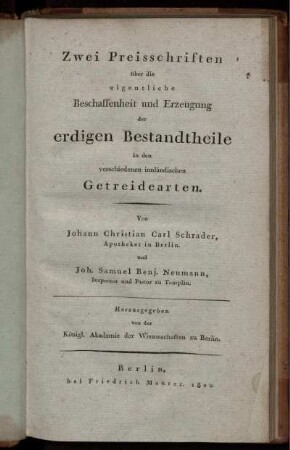 Zwei Preisschriften
über die
eigentliche
Beschaffenheit und Erzeugung
der
erdigen Bestandtheile
in den
verschiednen inländischen
Getreidearten.
Von
Johann Christian Carl Schrader,
Apotheker in Berlin.
und
Joh. Samuel Benj. Neumann,
Inspector und Pastor zu Templin.
Herausgegeben
von der
Königl. Akademie der Wissenschaften zu Berlin.
Berlin,
bei Friedrich Maurer. 1800